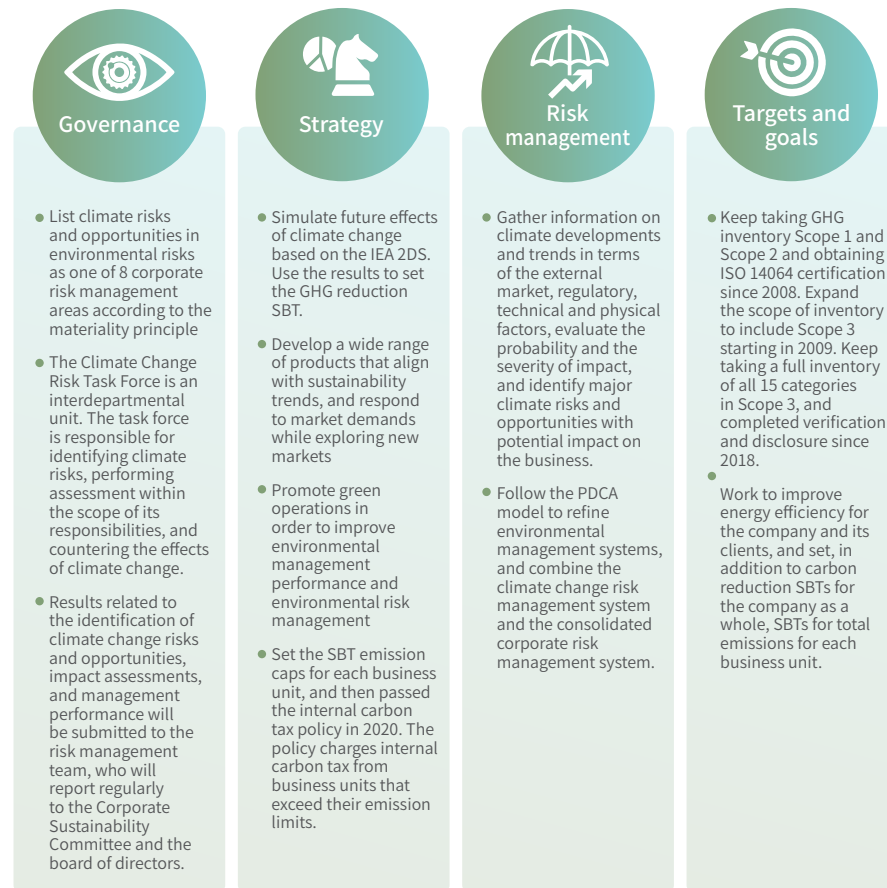 Governance
List climate risks
and opportunities in
environmental risks
as one of 8 corporate
risk management
areas according to the
materiality principle
The Climate Change
Risk Task Force is an
interdepartmental
unit. The task force
is responsible for
identifying climate
risks, performing
assessment within
the scope of its
responsibilities, and
countering the effects
of climate change.
Results related to
the identification of
climate change risks
and opportunities,
impact assessments,
and management
performance will
be submitted to the
risk management
team, who will
report regularly
to the Corporate
Sustainability
Committee and the
board of directors.
Strategy
Simulate future effects
of climate change
based on the IEA 2DS.
Use the results to set
the GHG reduction
SBT.
Develop a wide range
of products that align
with sustainability
trends, and respond
to market demands
while exploring new
markets
Promote green
operations in
order to improve
environmental
management
performance and
environmental risk
management
Set the SBT emission
caps for each business
unit, and then passed
the internal carbon
tax policy in 2020. The
policy charges internal
carbon tax from
business units that
exceed their emission
limits.
Risk
management
Gather information on
climate developments
and trends in terms
of the external
market, regulatory,
technical and physical
factors, evaluate the
probability and the
severity of impact,
and identify major
climate risks and
opportunities with
potential impact on
the business.
Follow the PDCA
model to refine
environmental
management systems,
and combine the
climate change risk
management system
and the consolidated
corporate risk
management system.
Targets and
goals
Keep taking GHG
inventory Scope 1 and
Scope 2 and obtaining
ISO 14064 certification
since 2008. Expand
the scope of inventory
to include Scope 3
starting in 2009. Keep
taking a full inventory
of all 15 categories
in Scope 3, and
completed verification
and disclosure since
2018.
Work to improve
energy efficiency for
the company and its
clients, and set, in
addition to carbon
reduction SBTs for
the company as a
whole, SBTs for total
emissions for each
business unit.